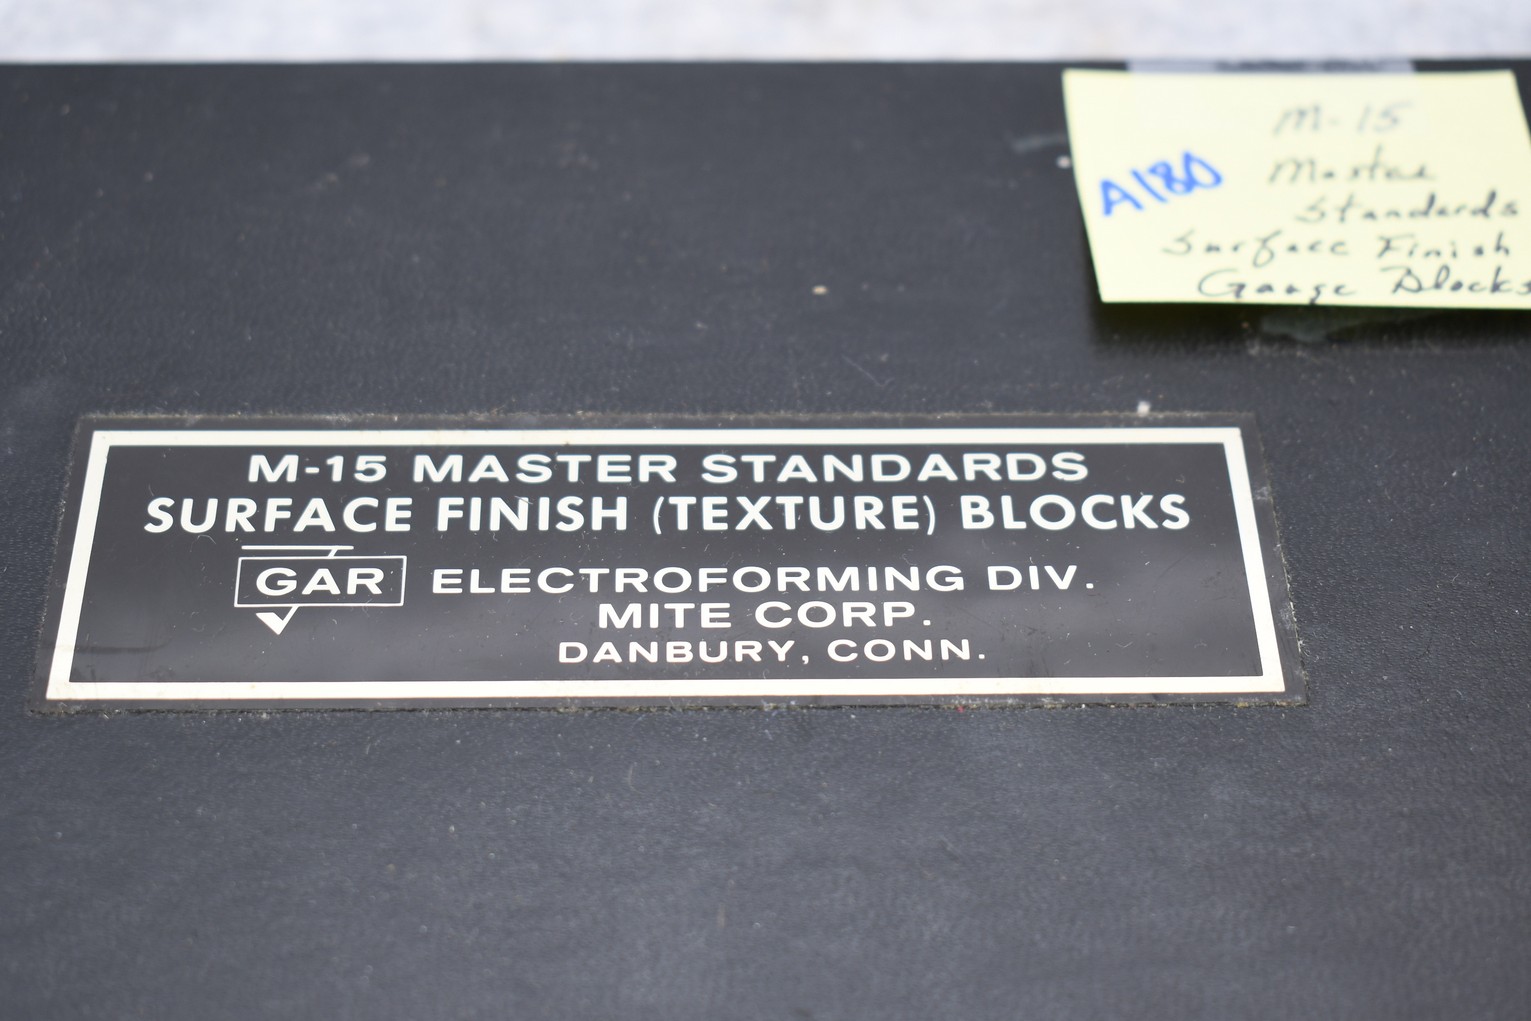 M-15
A180
Master
Standards
Surface Finish
Gauge Blocks
M-15 MASTER STANDARDS
SURFACE FINISH (TEXTURE) BLOCKS
GAR ELECTROFORMING DIV.
MITE CORP.
DANBURY, CONN.